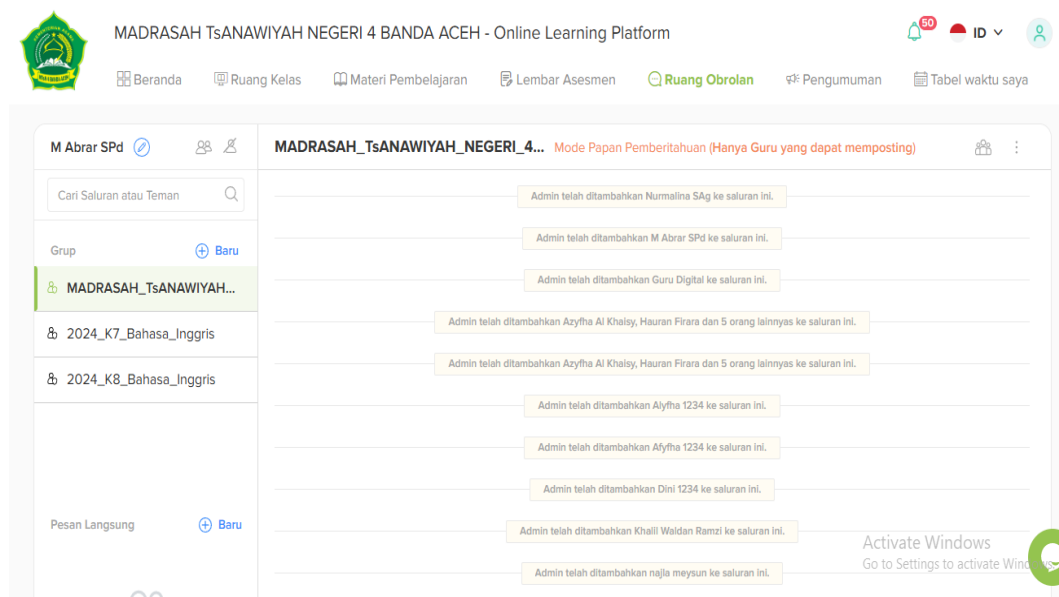 MADRASAH TsANAWIYAH NEGERI 4 BANDA ACEH - Online Learning Platform
50
ID
Beranda
Ruang Kelas
Materi Pembelajaran
Lembar Asesmen
Ruang Obrolan
Pengumuman
Tabel waktu saya
M Abrar SPd
MADRASAH_TsANAWIYAH_NEGERI_4... Mode Papan Pemberitahuan (Hanya Guru yang dapat memposting)
Cari Saluran atau Teman
Grup
Baru
MADRASAH_TsANAWIYAH...
2024_K7_Bahasa_Inggris
2024_K8_Bahasa_Inggris
Pesan Langsung
Baru
Admin telah ditambahkan Nurmalina SAg ke saluran ini.
Admin telah ditambahkan M Abrar SPd ke saluran ini.
Admin telah ditambahkan Guru Digital ke saluran ini.
Admin telah ditambahkan Azyfha Al Khaisy, Hauran Firara dan 5 orang lainnyas ke saluran ini.
Admin telah ditambahkan Azyfha Al Khaisy, Hauran Firara dan 5 orang lainnyas ke saluran ini.
Admin telah ditambahkan Alyfha 1234 ke saluran ini.
Admin telah ditambahkan Afyfha 1234 ke saluran ini.
Admin telah ditambahkan Dini 1234 ke saluran ini.
Admin telah ditambahkan Khalil Waldan Ramzi ke saluran ini.
Admin telah ditambahkan najla meysun ke saluran ini.
Activate Windows
Go to Settings to activate